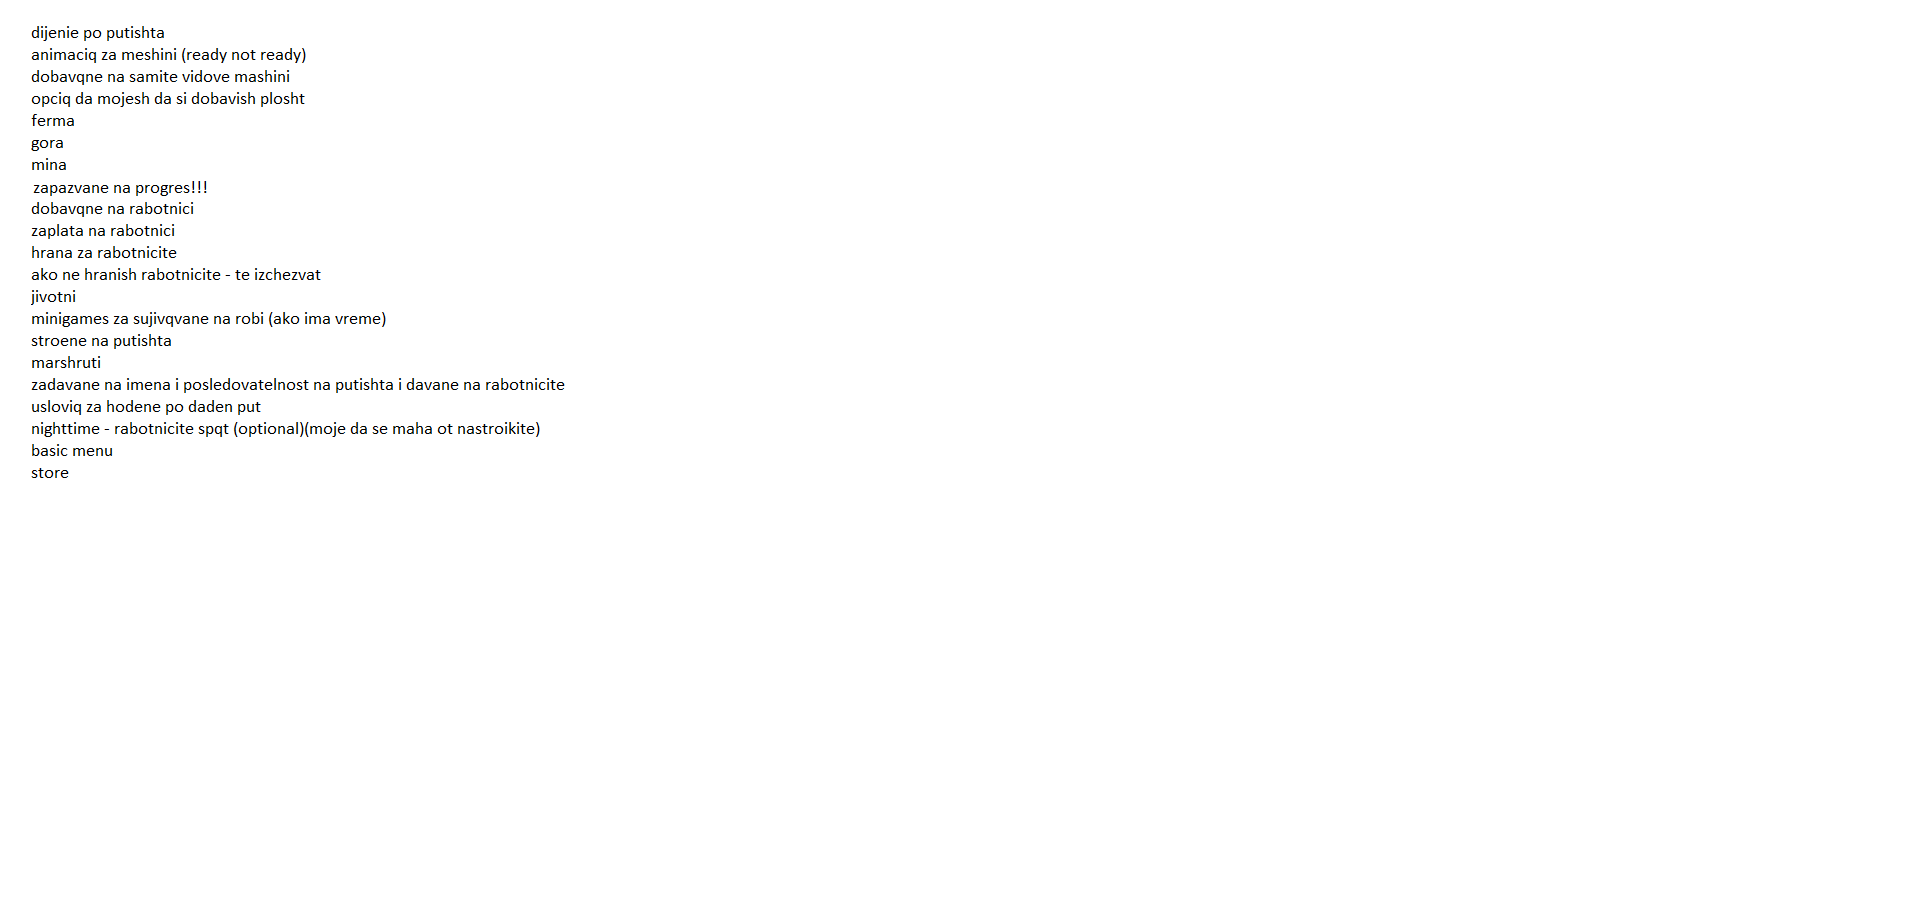 dijenie po putishta
animaciq za meshini (ready not ready)
dobavqne na samite vidove mashini
opciq da mojesh da si dobavish plosht
ferma
gora
mina
zapazvane na progres!!!
dobavqne na rabotnici
zaplata na rabotnici
hrana za rabotnicite
ako ne hranish rabotnicite - te izchezvat
jivotni
minigames za sujivqvane na robi (ako ima vreme)
stroene na putishta
marshruti
zadavane na imena i posledovatelnost na putishta i davane na rabotnicite
usloviq za hodene po daden put
nighttime - rabotnicite spqt (optional)(moje da se maha ot nastroikite)
basic menu
store